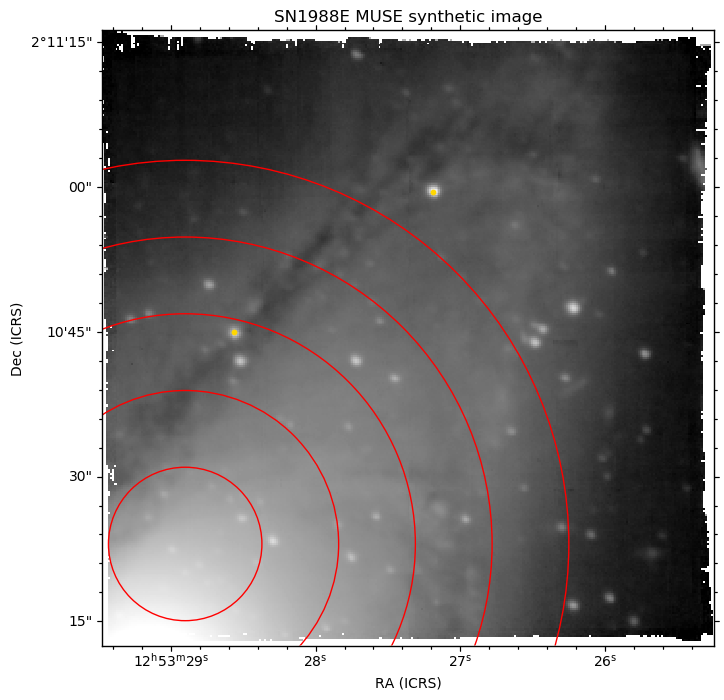 SN1988E MUSE synthetic image
2°11'15"
00"
10'45"
30"
15"
Dec (ICRS)
12ʰ53ᵐ29ˢ
28ˢ
27ˢ
26ˢ
RA (ICRS)